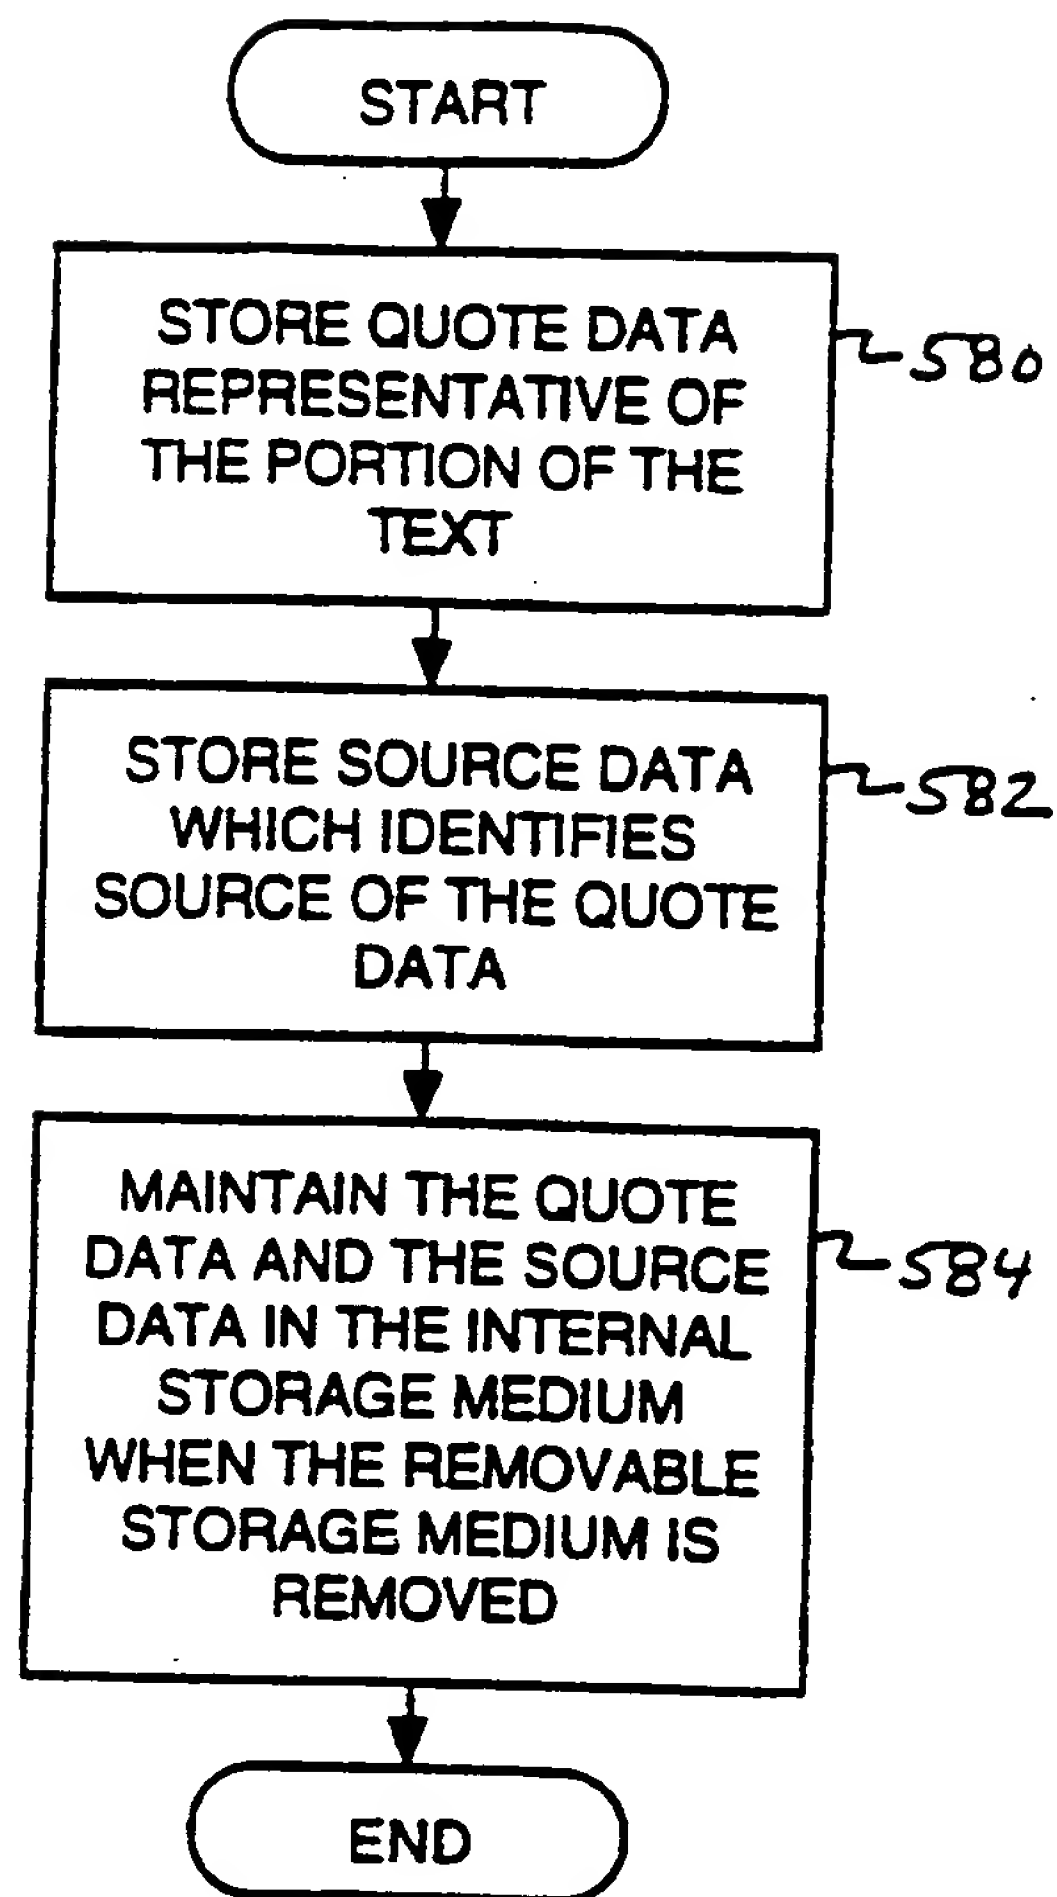 START
STORE QUOTE DATA
REPRESENTATIVE OF
THE PORTION OF THE
TEXT
580
STORE SOURCE DATA
WHICH IDENTIFIES
SOURCE OF THE QUOTE
DATA
582
MAINTAIN THE QUOTE
DATA AND THE SOURCE
DATA IN THE INTERNAL
STORAGE MEDIUM
WHEN THE REMOVABLE
STORAGE MEDIUM IS
REMOVED
584
END